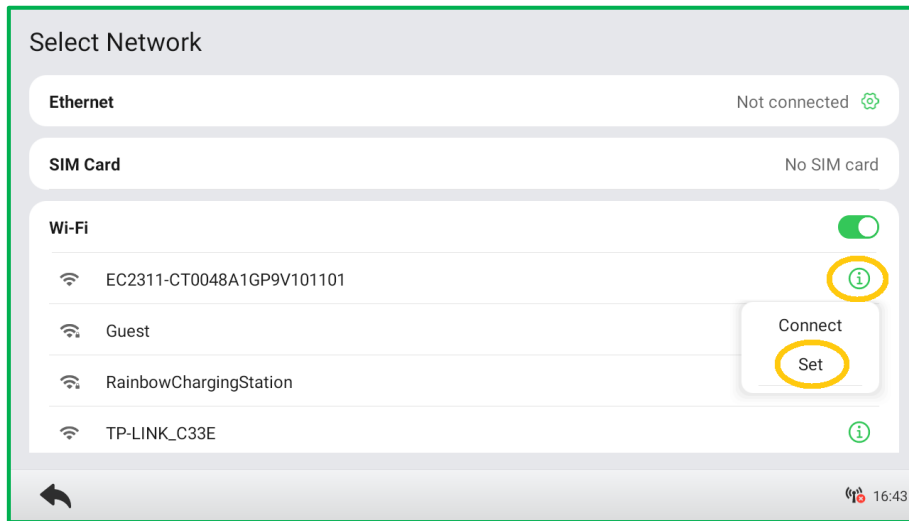 Select Network
Ethernet Not connected
SIM Card No SIM card
Wi-Fi
EC2311-CT0048A1GP9V101101
Guest
Connect
Set
RainbowChargingStation
TP-LINK_C33E
16:43